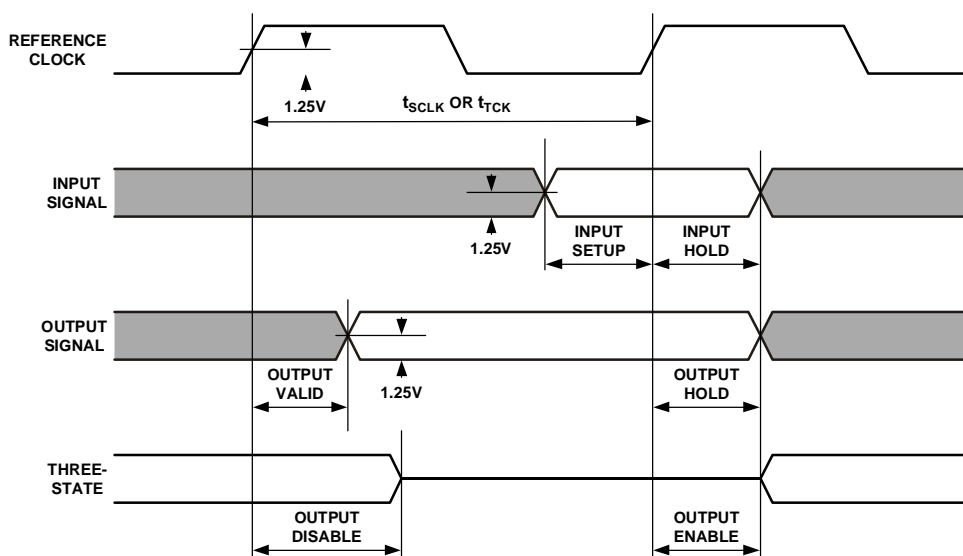 REFERENCE
CLOCK
1.25V
tSCLK OR tTCK
INPUT
SIGNAL
1.25V
INPUT
SETUP
INPUT
HOLD
OUTPUT
SIGNAL
OUTPUT
VALID
1.25V
OUTPUT
HOLD
THREE-
STATE
OUTPUT
DISABLE
OUTPUT
ENABLE